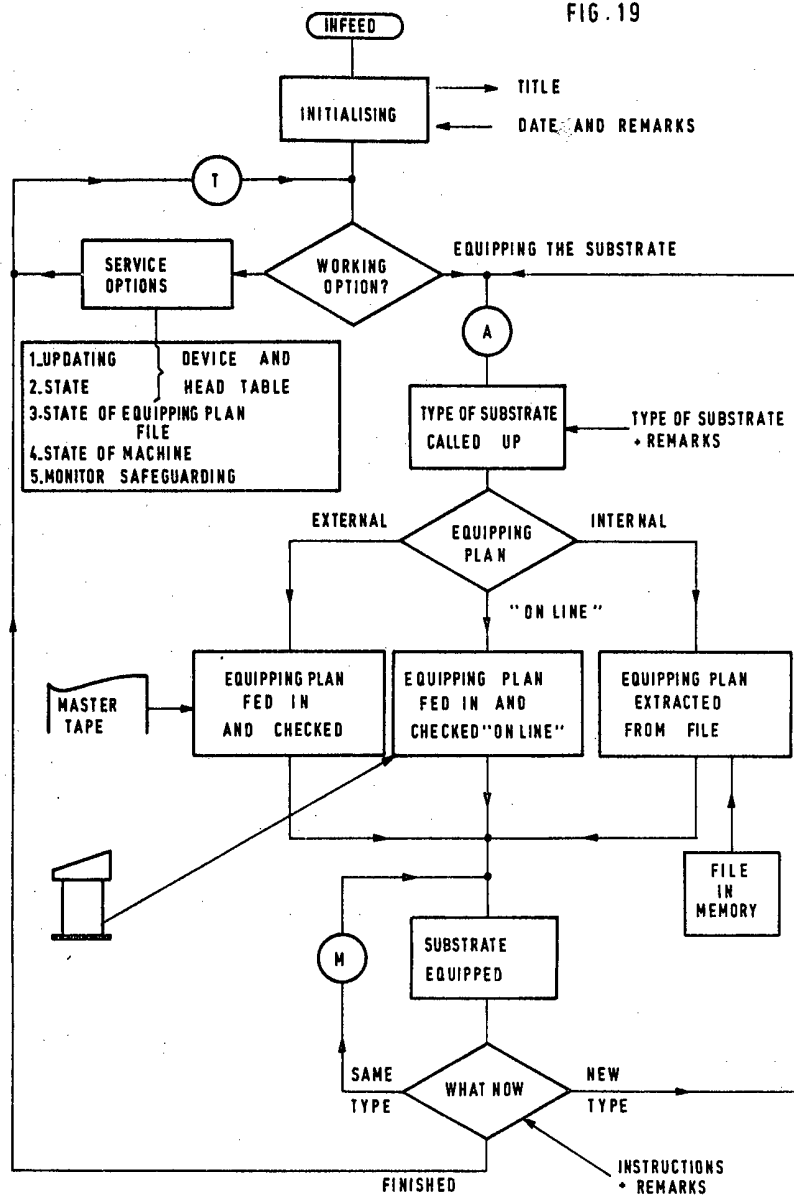 FIG.19
INFEED
INITIALISING
TITLE
DATE AND REMARKS
T
SERVICE
OPTIONS
WORKING
OPTION?
EQUIPPING THE SUBSTRATE
A
1.UPDATING
2.STATE
DEVICE AND
HEAD TABLE
3.STATE OF EQUIPPING PLAN
FILE
4.STATE OF MACHINE
5.MONITOR SAFEGUARDING
TYPE OF SUBSTRATE
CALLED UP
TYPE OF SUBSTRATE
+ REMARKS
EXTERNAL
EQUIPPING
PLAN
INTERNAL
"ON LINE"
MASTER
TAPE
EQUIPPING PLAN
FED IN
AND CHECKED
EQUIPPING PLAN
FED IN AND
CHECKED "ON LINE"
EQUIPPING PLAN
EXTRACTED
FROM FILE
FILE
IN
MEMORY
M
SUBSTRATE
EQUIPPED
SAME
TYPE
WHAT NOW
NEW
TYPE
FINISHED
INSTRUCTIONS
+ REMARKS